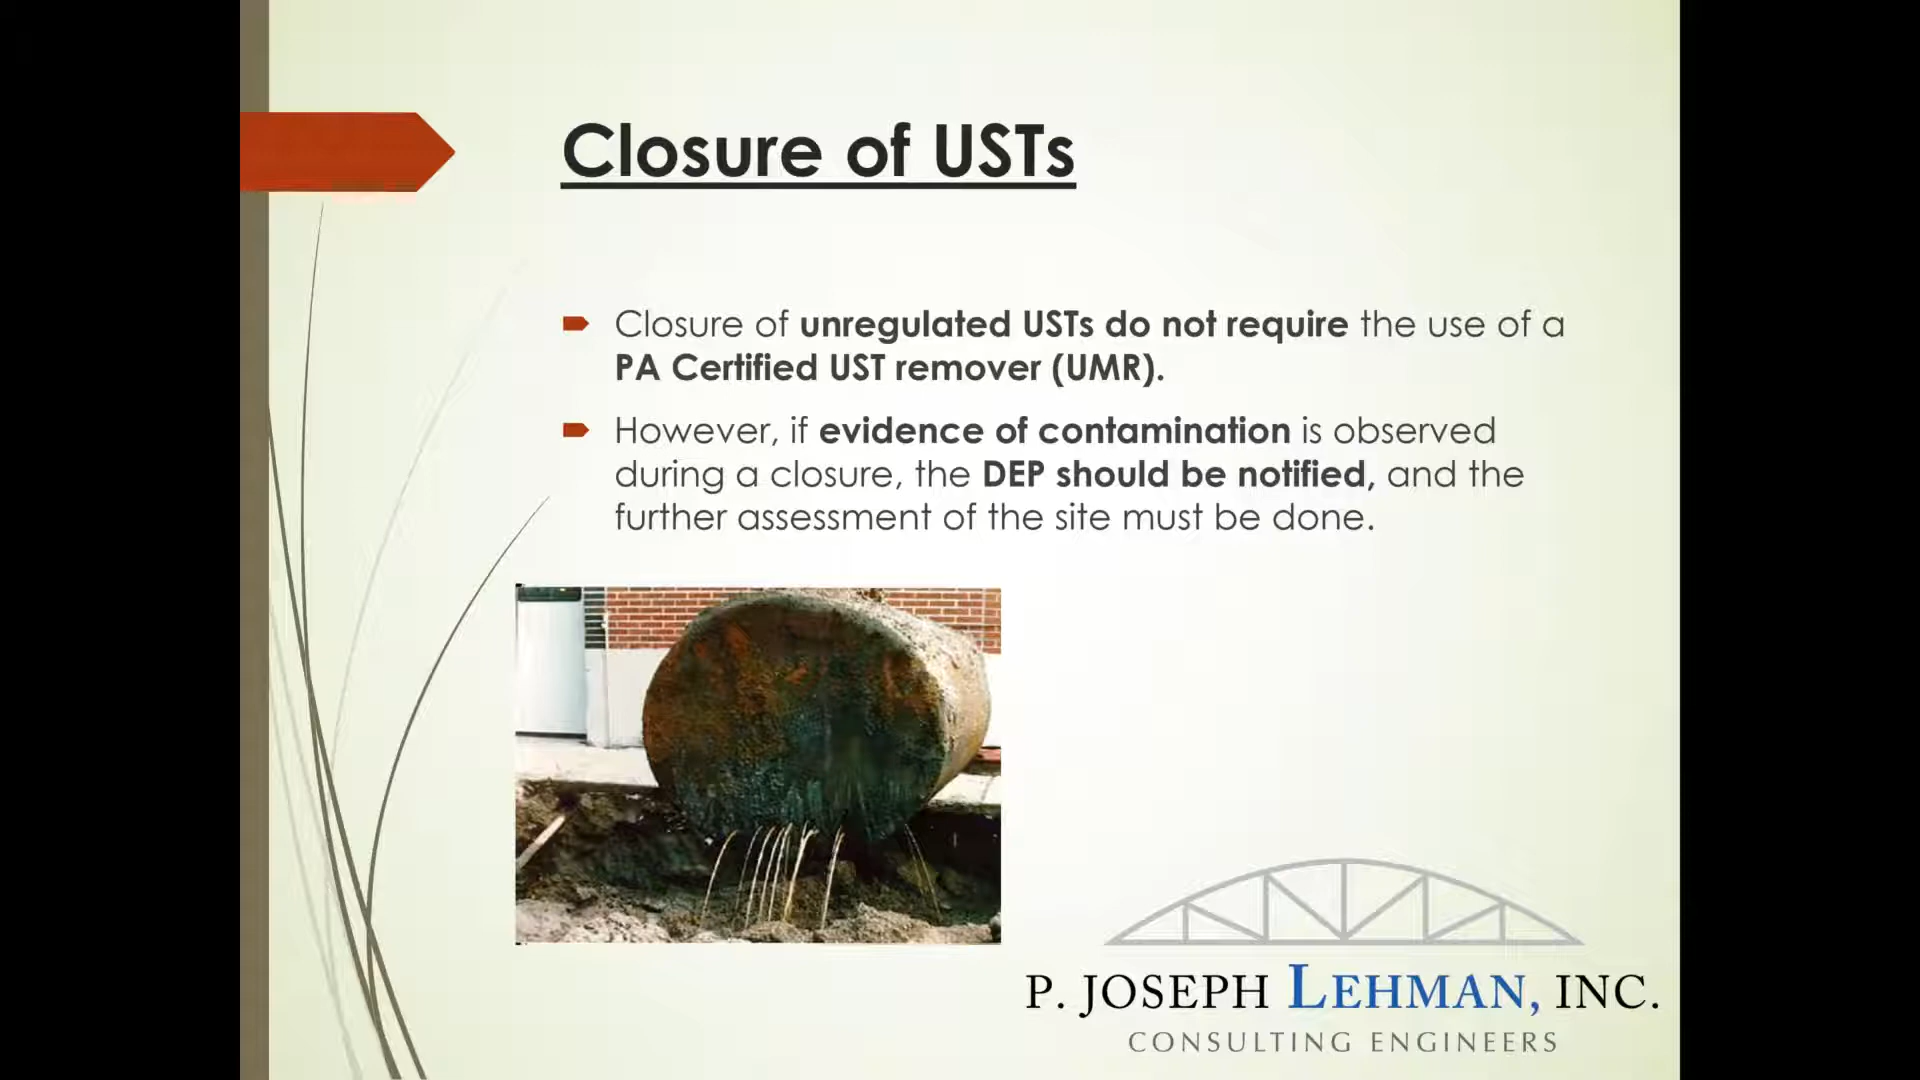 Closure of USTs
Closure of unregulated USTs do not require the use of a
PA Certified UST remover (UMR).
However, if evidence of contamination is observed
during a closure, the DEP should be notified, and the
further assessment of the site must be done.
P. JOSEPH LEHMAN, INC.
CONSULTING ENGINEERS